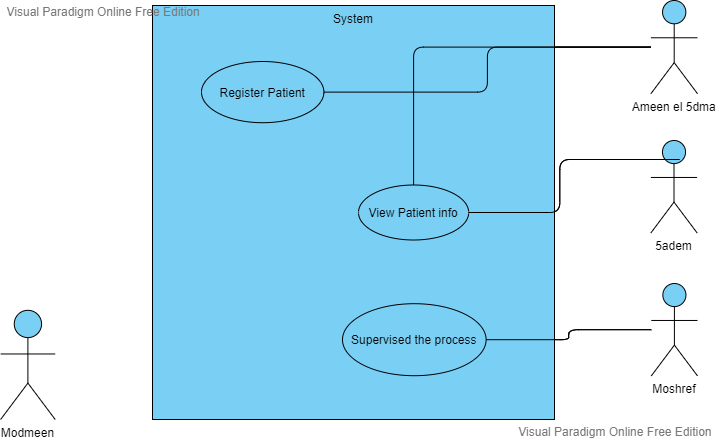 Visual Paradigm Online Free Edition
System
Register Patient
Ameen el 5dma
View Patient info
5adem
Supervised the process
Moshref
Modmeen
Visual Paradigm Online Free Edition